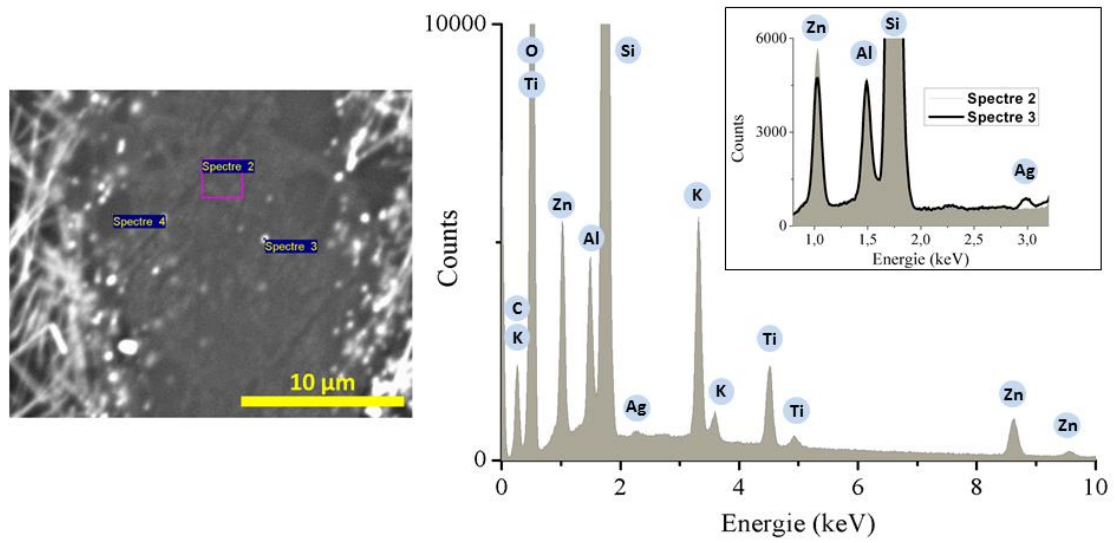 Spectre 2
Spectre 4
Spectre 3
10 µm
10000
O
Ti
Si
Zn
Al
C
K
Ag
K
K
Ti
Ti
Zn
Zn
0
0
2
4
6
8
10
Counts
Energie (keV)
Zn
Al
Si
Ag
6000
3000
0
Spectre 2
Spectre 3
Counts
1,0
1,5
2,0
2,5
3,0
Energie (keV)